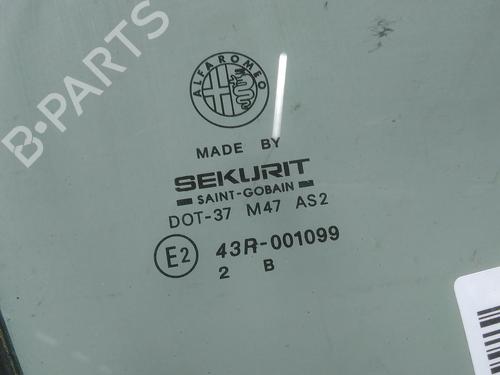 B-PARTS
ALFA ROMEO
MADE BY
SEKURIT
SAINT-GOBAIN
DOT-37 M47 AS2
E2 43R-001099
2 B